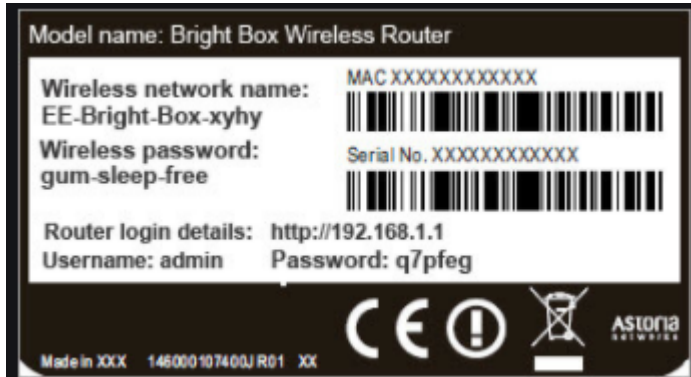 Model name: Bright Box Wireless Router
Wireless network name:
EE-Bright-Box-xyhy
Wireless password:
gum-sleep-free
MAC XXXXXXXXXXXX
Serial No. XXXXXXXXXXXX
Router login details: http://192.168.1.1
Username: admin Password: q7pfeg
CE
Astoria
networks
Made in XXX 146000107400J R01 XX